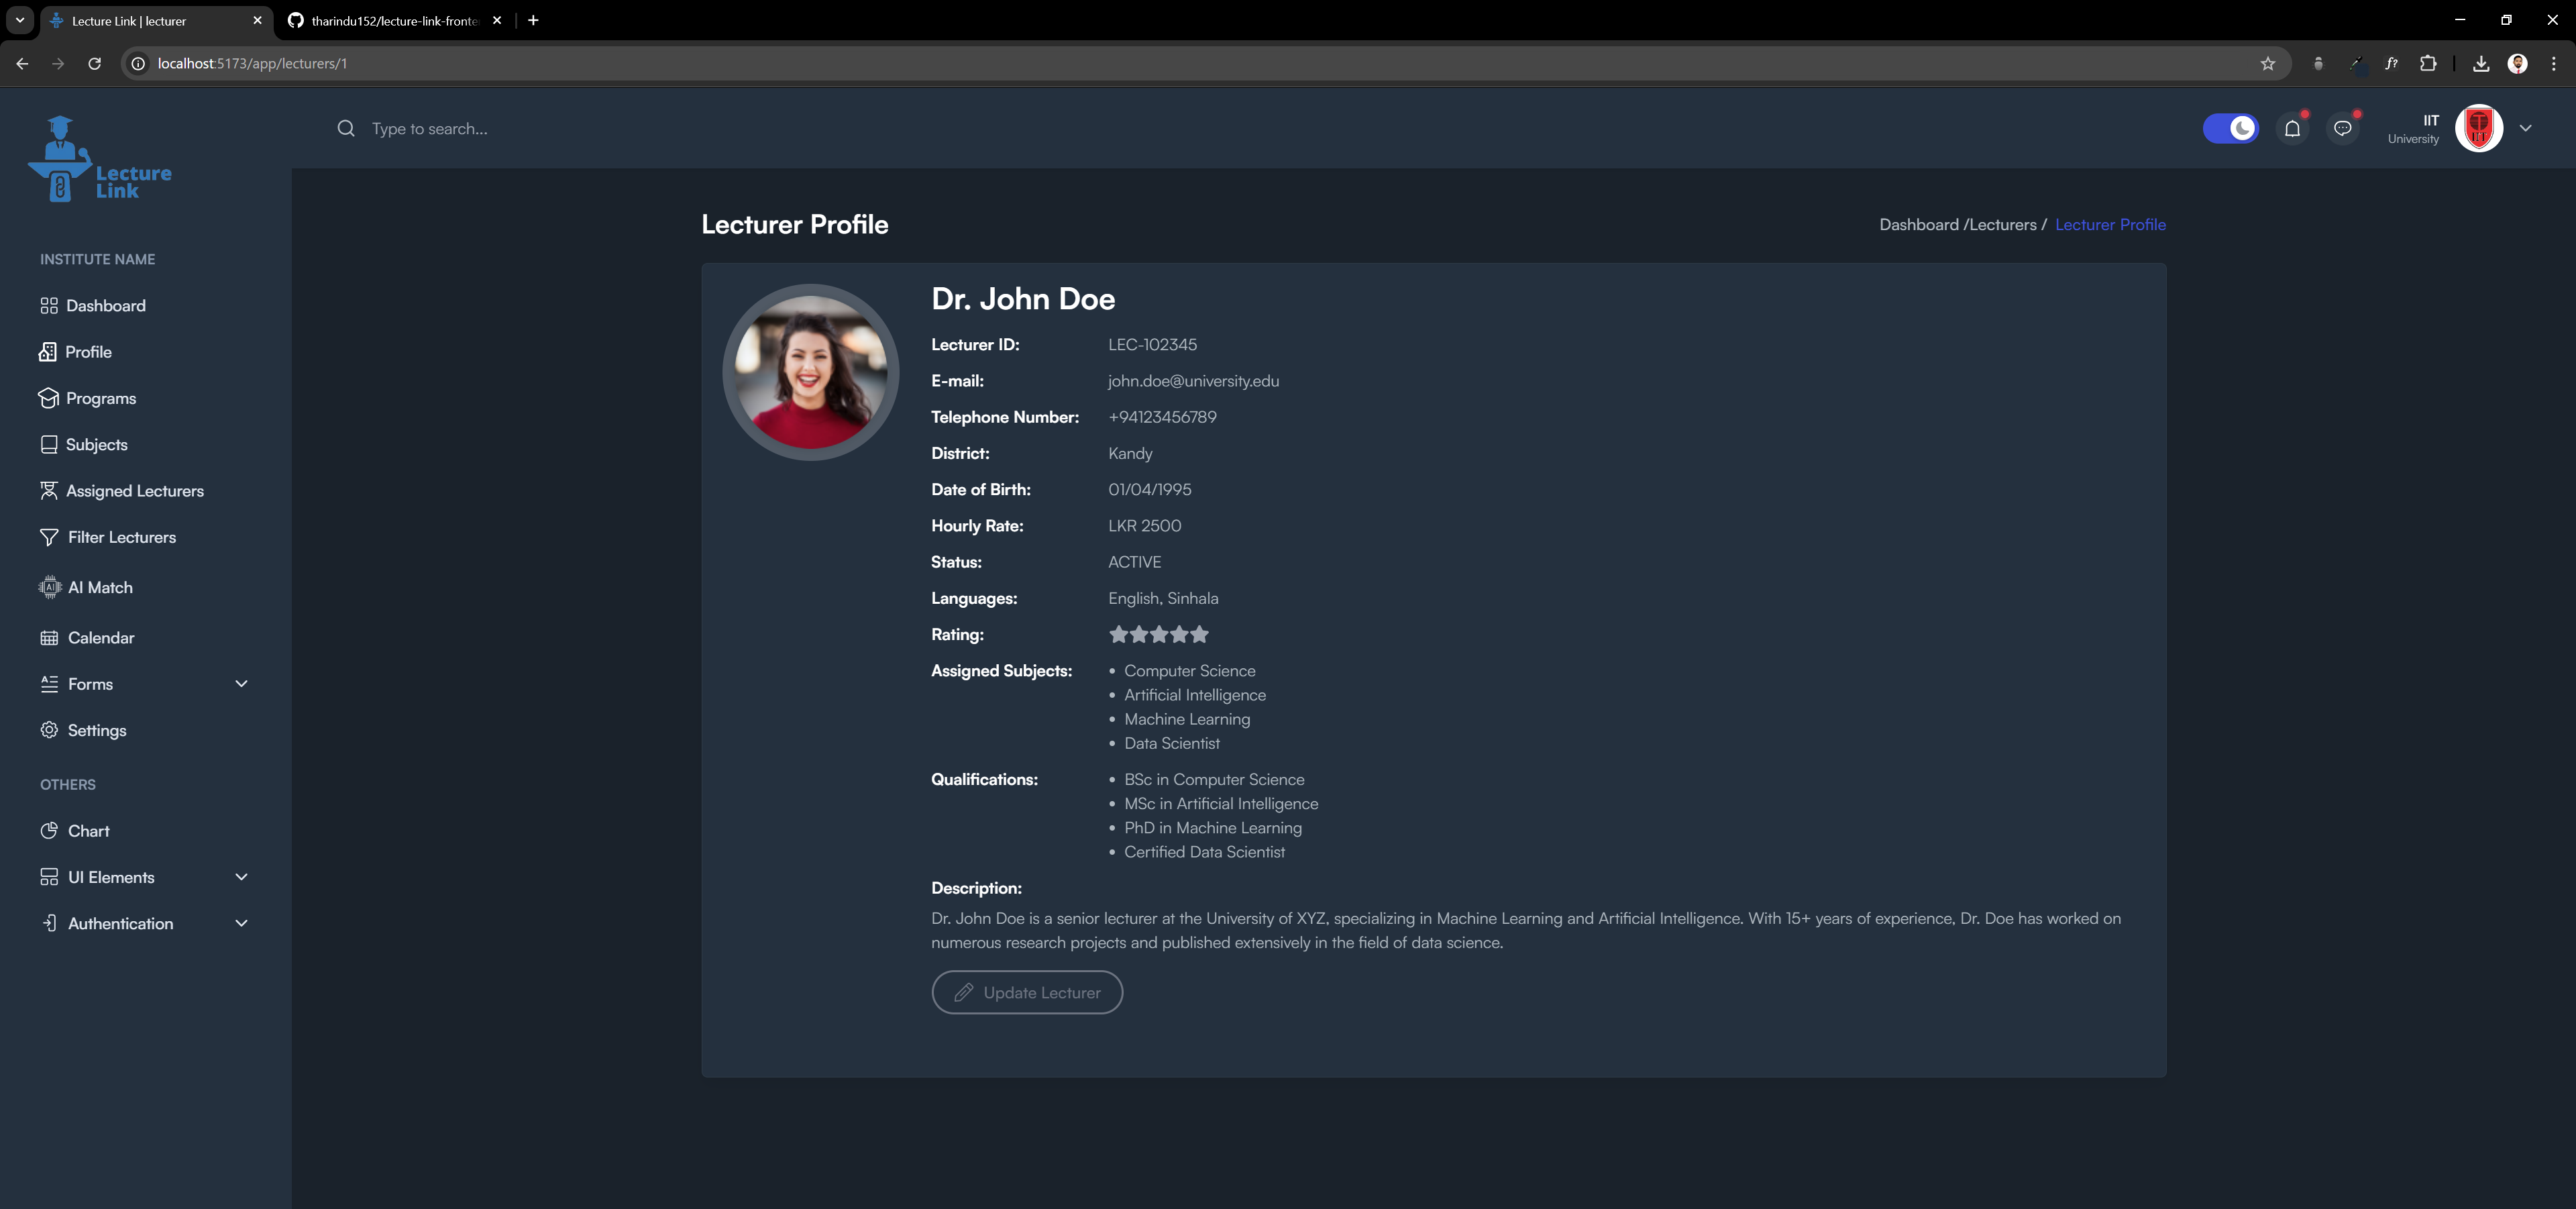 Lecture Link | lecturer
tharindu152/lecture-link-fronte
localhost:5173/app/lecturers/1
f?
Lecture
Link
Type to search...
IIT
University
INSTITUTE NAME
Dashboard
Profile
Programs
Subjects
Assigned Lecturers
Filter Lecturers
AI
AI Match
Calendar
Forms
Settings
OTHERS
Chart
UI Elements
Authentication
Lecturer Profile
Dashboard /Lecturers / Lecturer Profile
Dr. John Doe
Lecturer ID: LEC-102345
E-mail: john.doe@university.edu
Telephone Number: +94123456789
District: Kandy
Date of Birth: 01/04/1995
Hourly Rate: LKR 2500
Status: ACTIVE
Languages: English, Sinhala
Rating:
Assigned Subjects: • Computer Science
• Artificial Intelligence
• Machine Learning
• Data Scientist
Qualifications: • BSc in Computer Science
• MSc in Artificial Intelligence
• PhD in Machine Learning
• Certified Data Scientist
Description:
Dr. John Doe is a senior lecturer at the University of XYZ, specializing in Machine Learning and Artificial Intelligence. With 15+ years of experience, Dr. Doe has worked on
numerous research projects and published extensively in the field of data science.
Update Lecturer